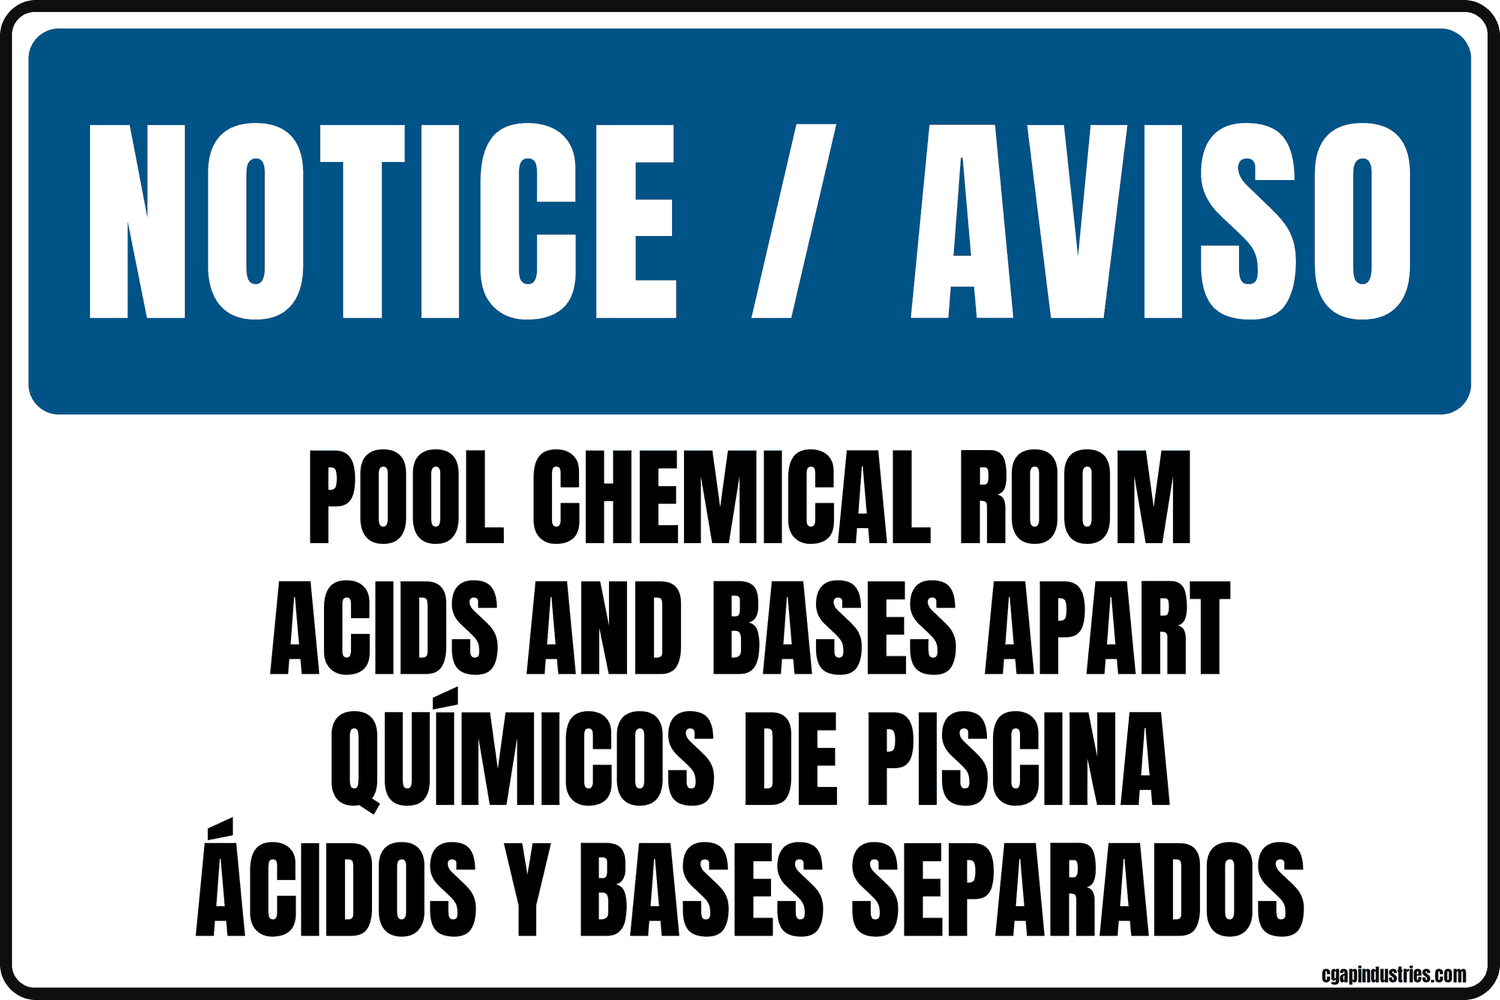 NOTICE / AVISO
POOL CHEMICAL ROOM
ACIDS AND BASES APART
QUÍMICOS DE PISCINA
ÁCIDOS Y BASES SEPARADOS
cgapindustries.com